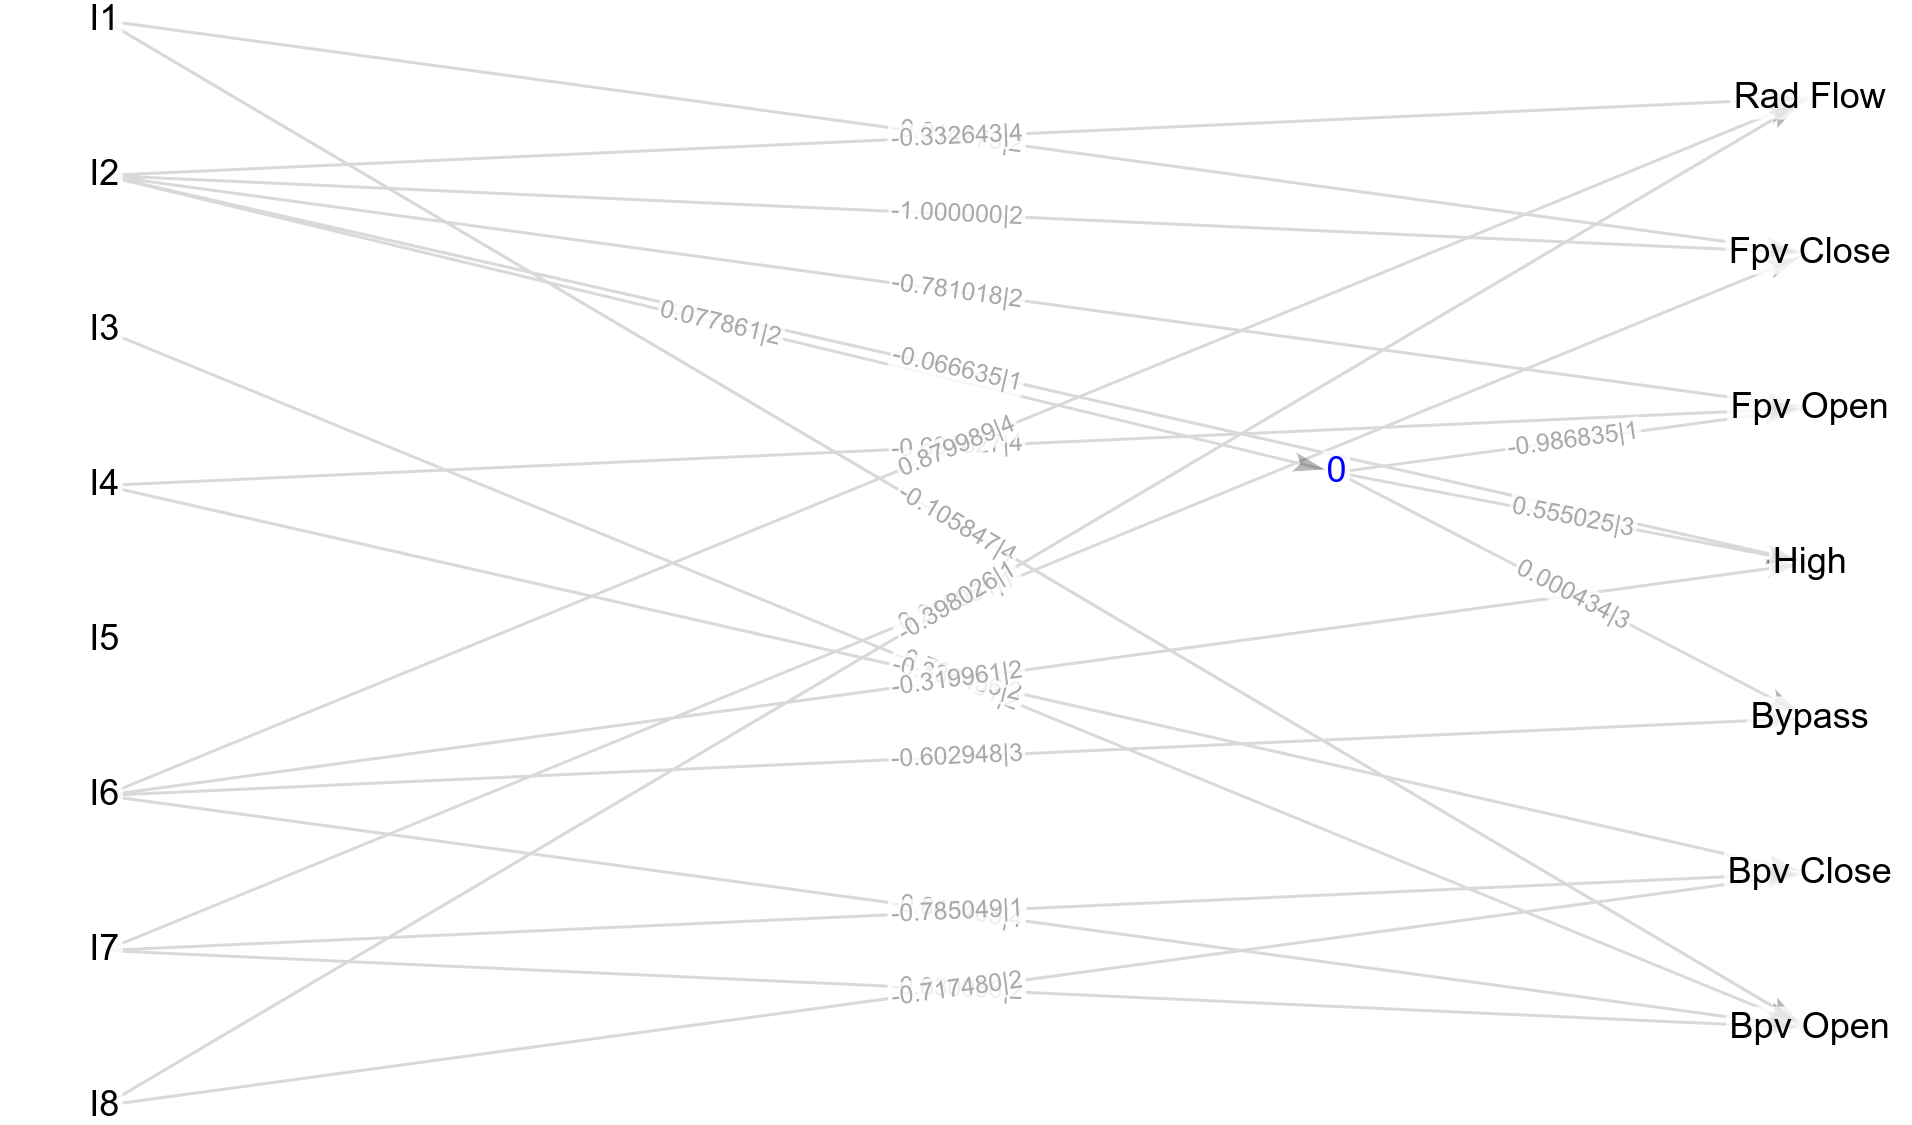 I1
Rad Flow
-0.332643|4
I2
-1.000000|2
Fpv Close
-0.781018|2
I3
0.077861|2
-0.066635|1
Fpv Open
0.879989|4
-0.986835|1
0
I4
-0.105847|4
0.555025|3
High
-0.398026|1
0.000434|3
I5
-0.319961|2
Bypass
-0.602948|3
I6
Bpv Close
-0.785049|1
I7
-0.717480|2
Bpv Open
I8